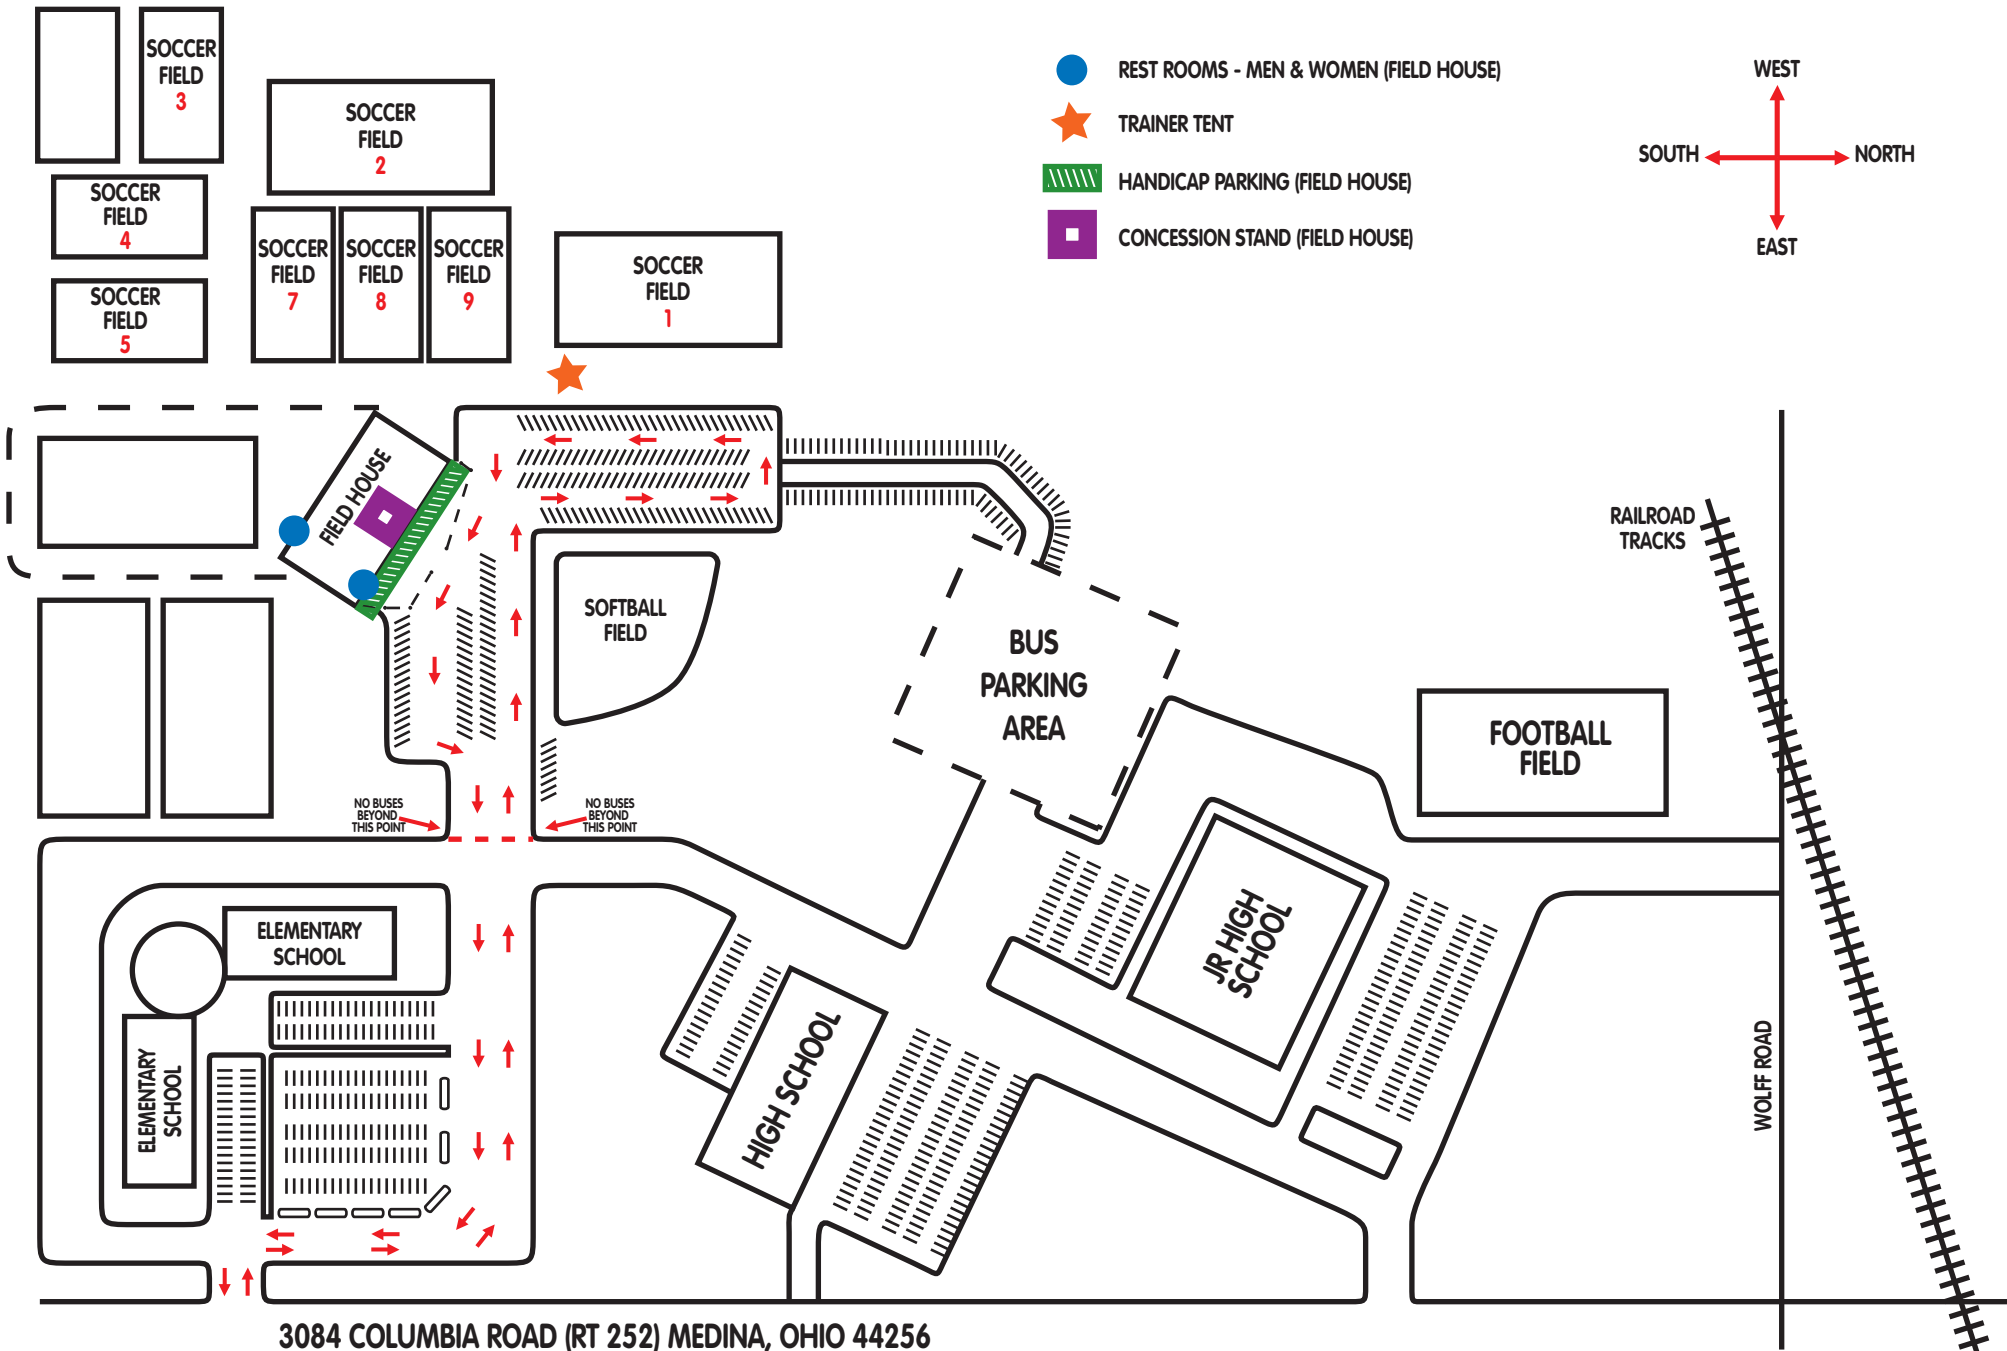 SOCCER
FIELD
3
SOCCER
FIELD
2
SOCCER
FIELD
4
SOCCER
FIELD
5
SOCCER
FIELD
7
SOCCER
FIELD
8
SOCCER
FIELD
9
SOCCER
FIELD
1
REST ROOMS - MEN & WOMEN (FIELD HOUSE)
TRAINER TENT
HANDICAP PARKING (FIELD HOUSE)
CONCESSION STAND (FIELD HOUSE)
WEST
SOUTH
NORTH
EAST
FIELD HOUSE
SOFTBALL
FIELD
BUS
PARKING
AREA
RAILROAD
TRACKS
FOOTBALL
FIELD
NO BUSES
BEYOND
THIS POINT
NO BUSES
BEYOND
THIS POINT
ELEMENTARY
SCHOOL
ELEMENTARY
SCHOOL
HIGH SCHOOL
JR HIGH
SCHOOL
WOLFF ROAD
3084 COLUMBIA ROAD (RT 252) MEDINA, OHIO 44256